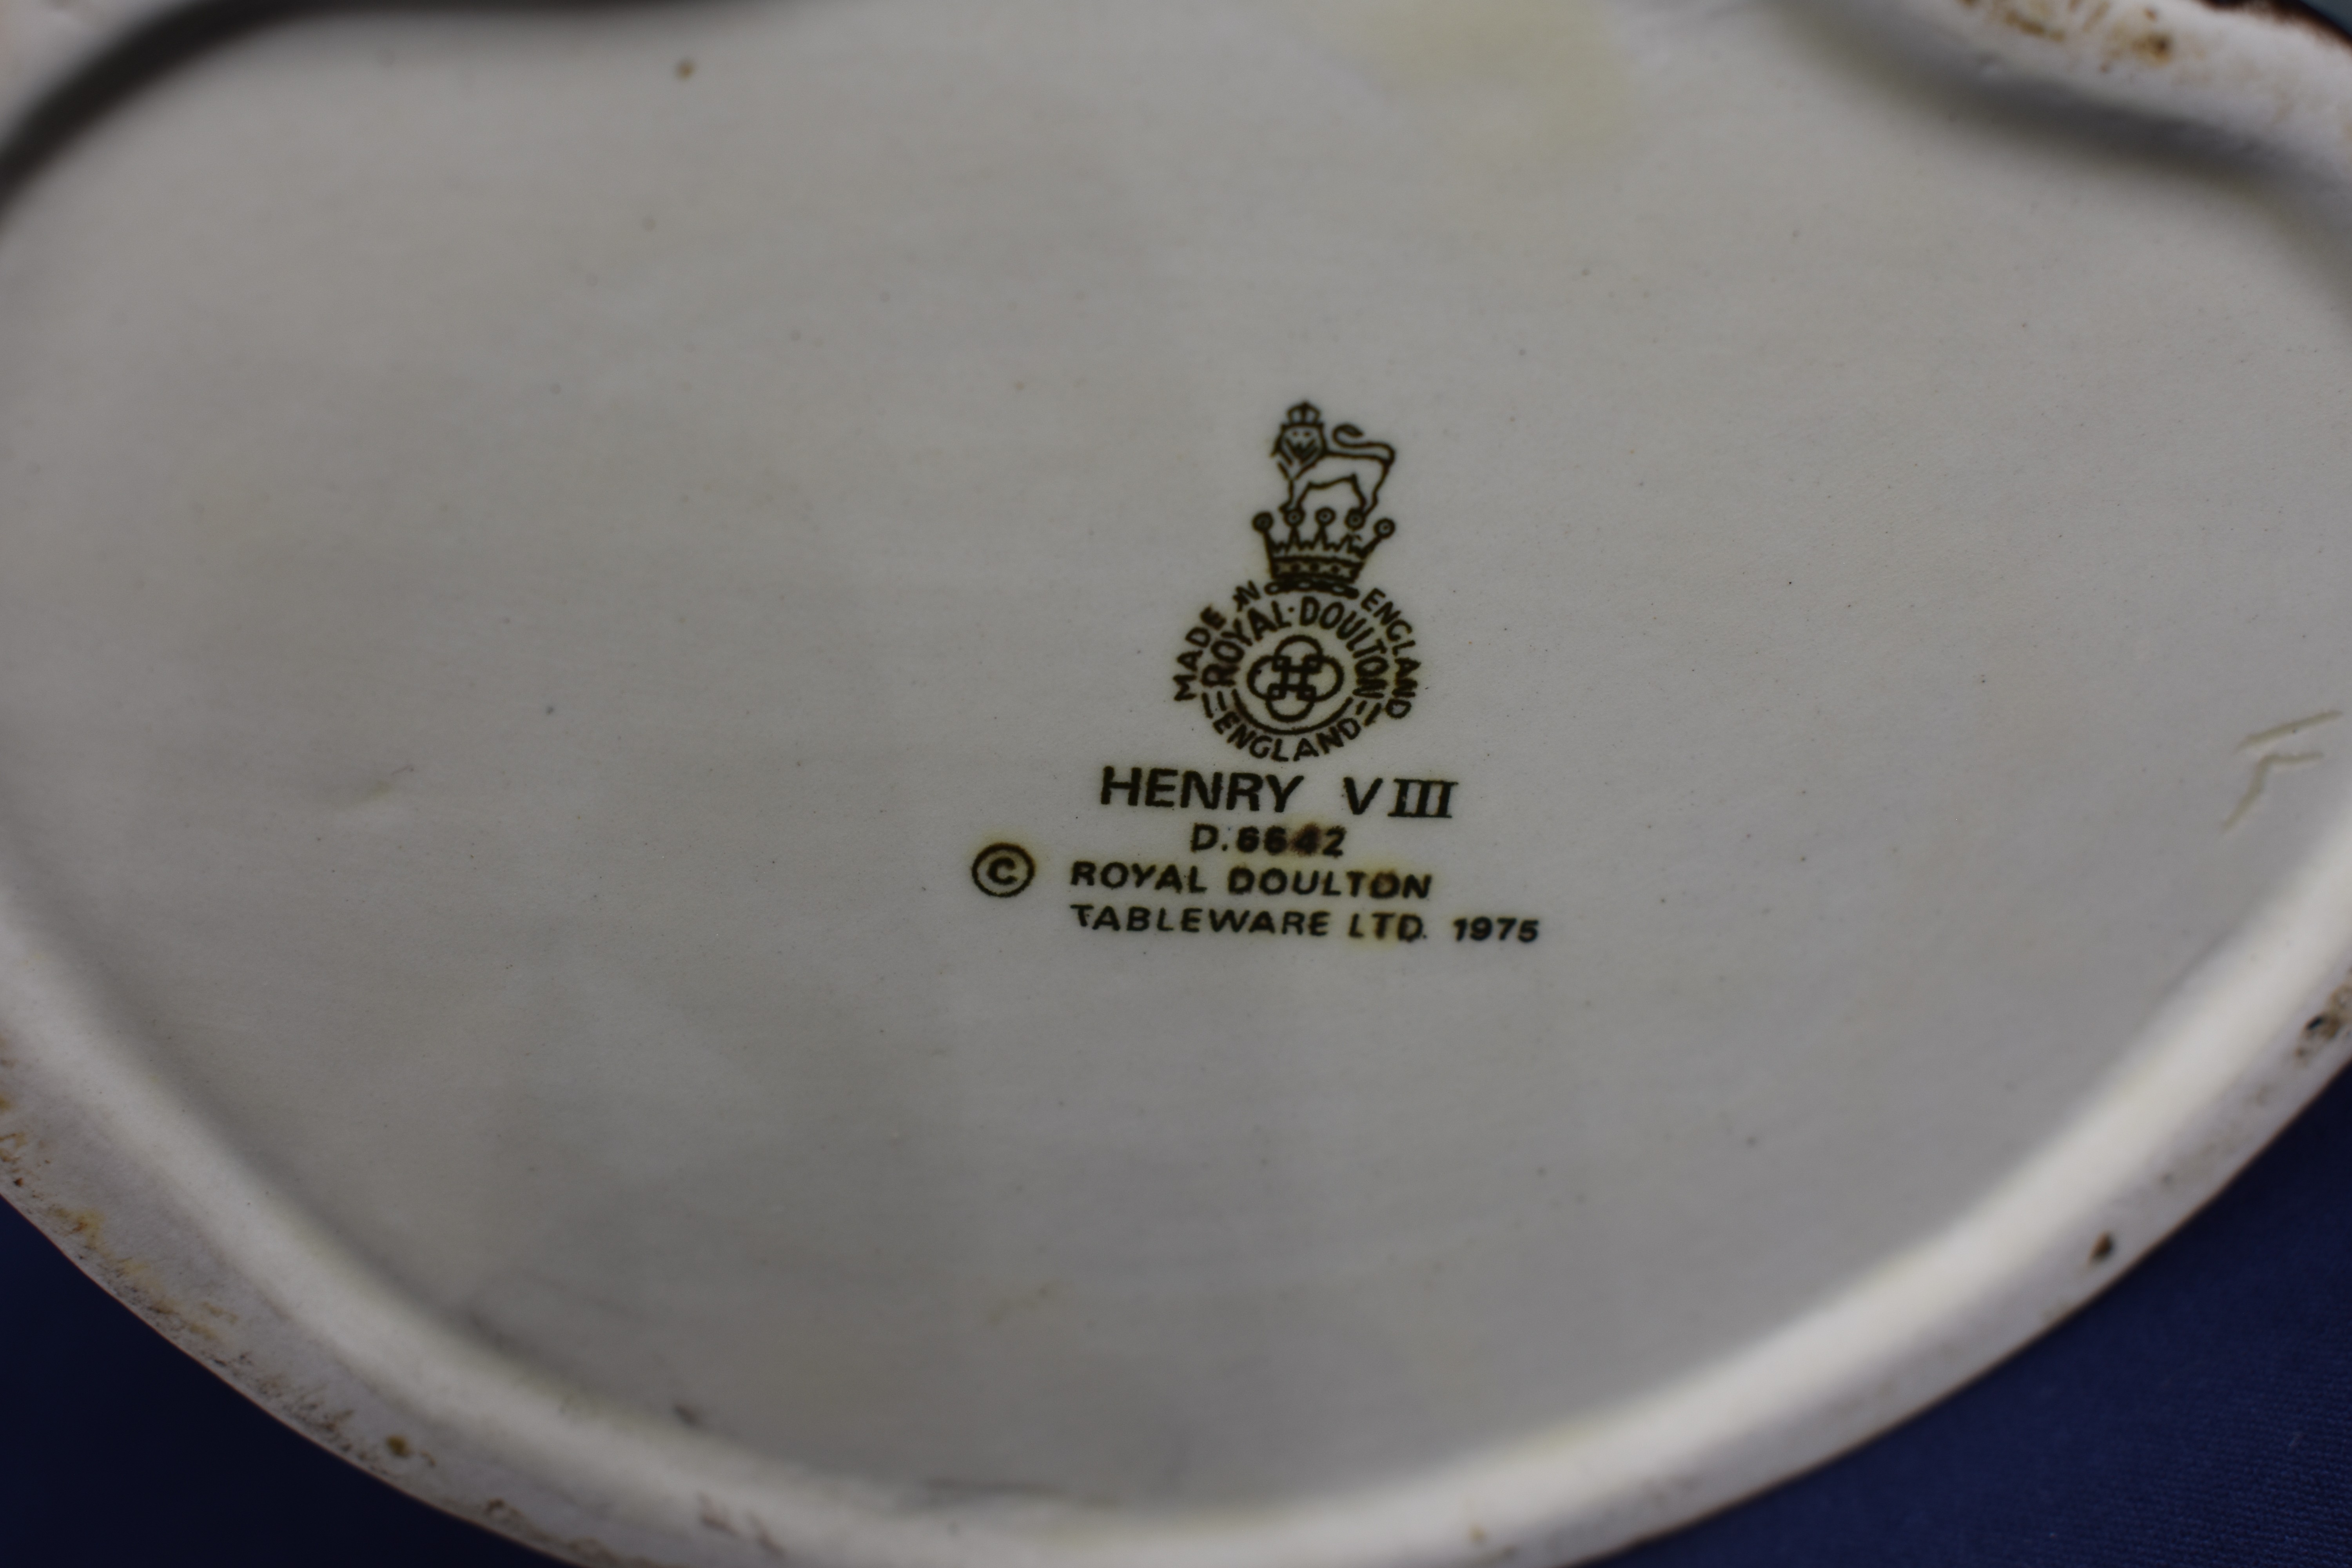 MADE IN ENGLAND
ROYAL·DOULTON
ENGLAND
HENRY VIII
D.6642
© ROYAL DOULTON
TABLEWARE LTD. 1975